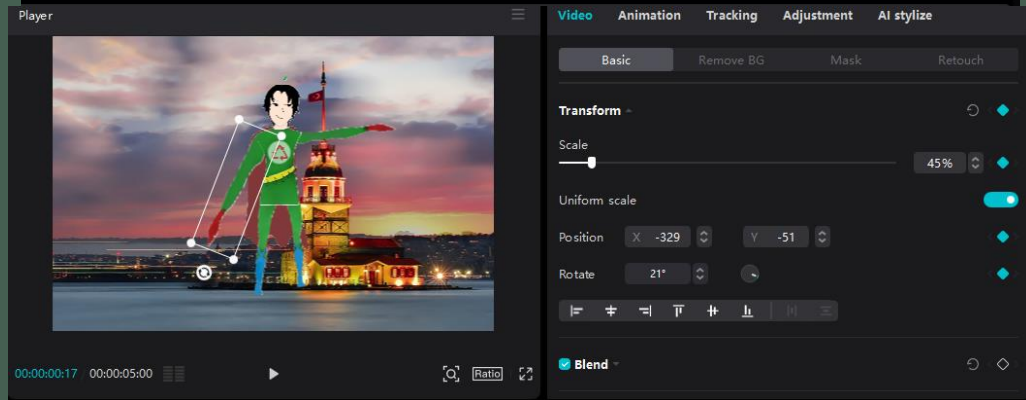 Player
00:00:00:17 00:00:05:00
Ratio
Video Animation Tracking Adjustment AI stylize
Basic Remove BG Mask Retouch
Transform
Scale
45%
Uniform scale
Position X -329 Y -51
Rotate 21°
Blend